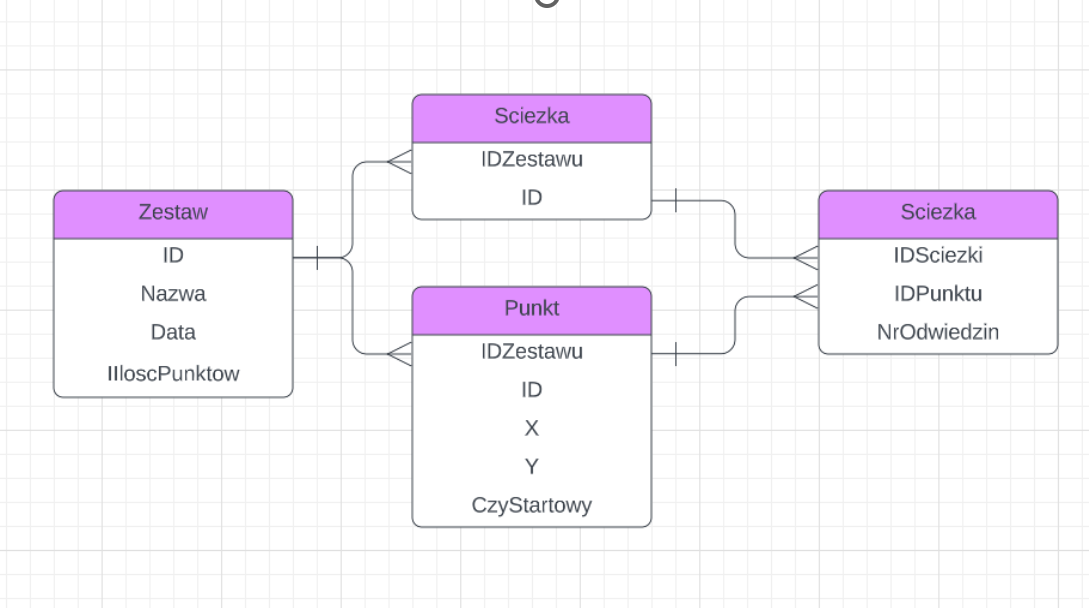 Zestaw
ID
Nazwa
Data
IIloscPunktow
Sciezka
IDZestawu
ID
Punkt
IDZestawu
ID
X
Y
CzyStartowy
Sciezka
IDSciezki
IDPunktu
NrOdwiedzin